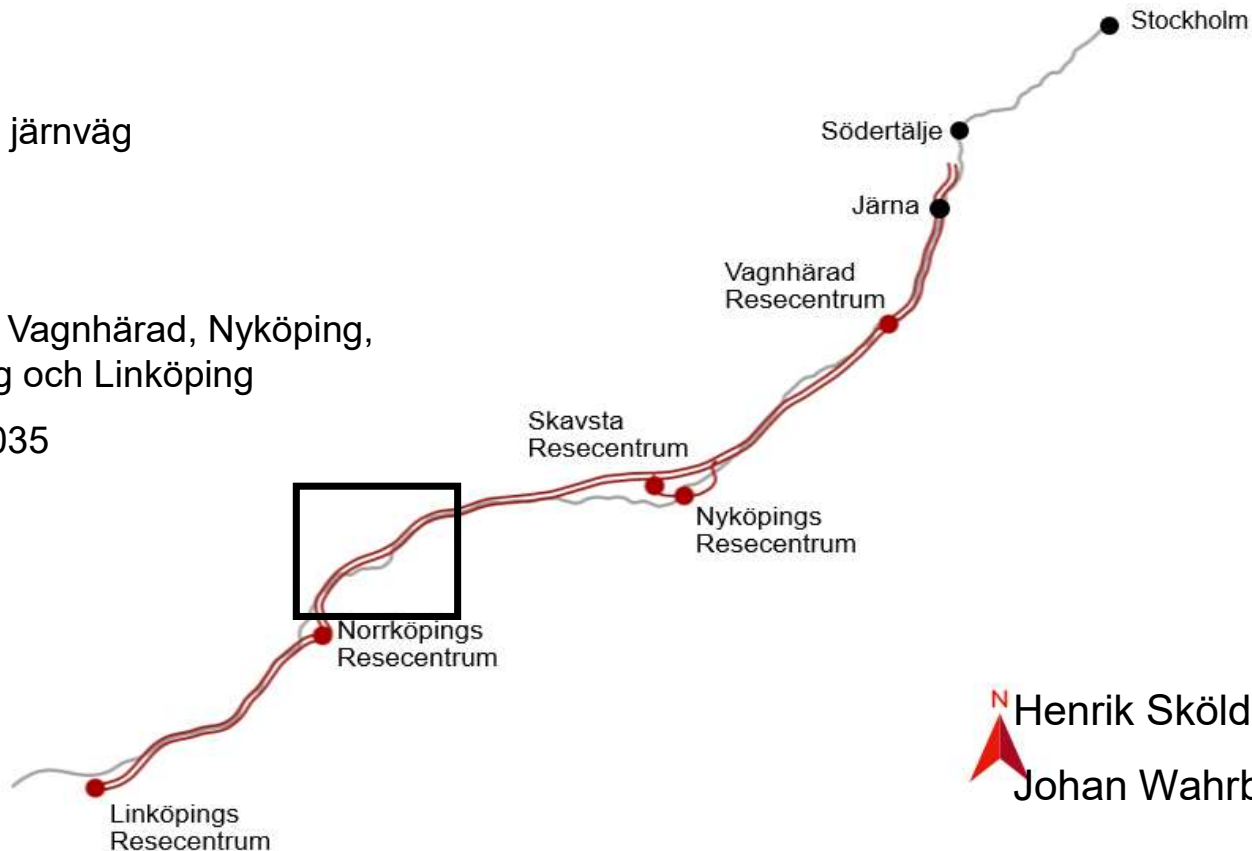 Stockholm
järnväg
Södertälje
Järna
Vagnhärad
Resecentrum
Vagnhärad, Nyköping,
och Linköping
035
Skavsta
Resecentrum
Nyköpings
Resecentrum
Norrköpings
Resecentrum
N
Henrik Sköld
Johan
Linköpings
Resecentrum